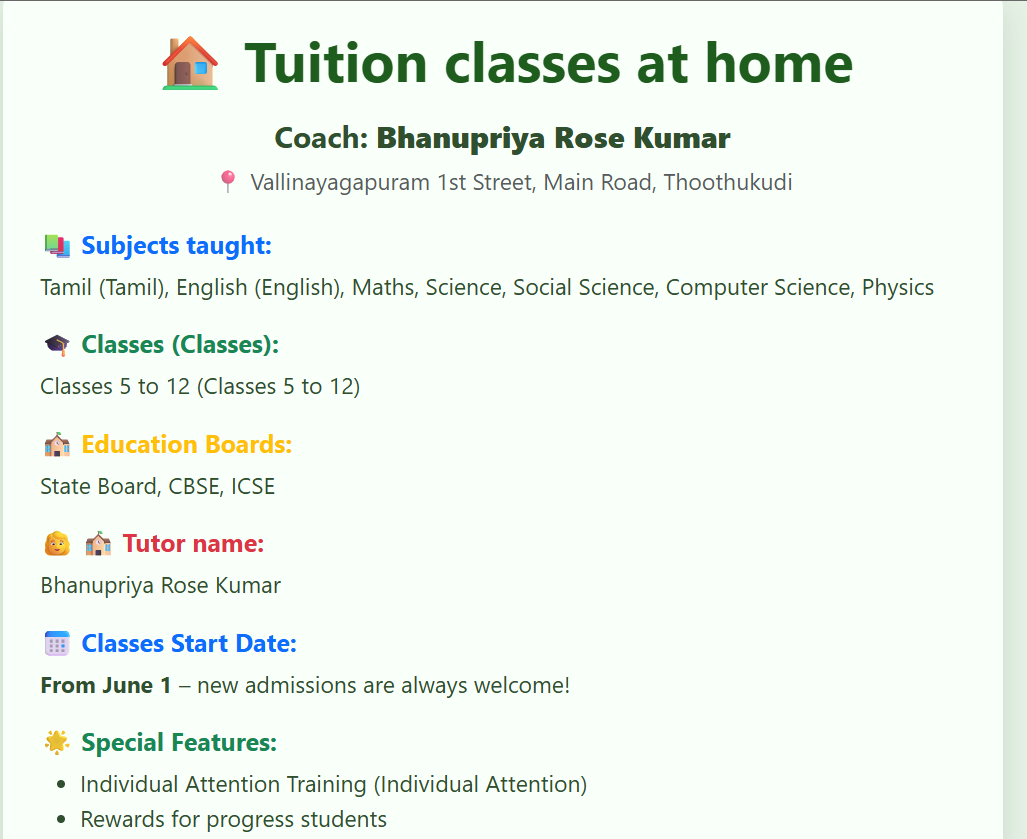 Tuition classes at home
Coach: Bhanupriya Rose Kumar
Vallinayagapuram 1st Street, Main Road, Thoothukudi
Subjects taught:
Tamil (Tamil), English (English), Maths, Science, Social Science, Computer Science, Physics
Classes (Classes):
Classes 5 to 12 (Classes 5 to 12)
Education Boards:
State Board, CBSE, ICSE
Tutor name:
Bhanupriya Rose Kumar
Classes Start Date:
From June 1 – new admissions are always welcome!
Special Features:
Individual Attention Training (Individual Attention)
Rewards for progress students